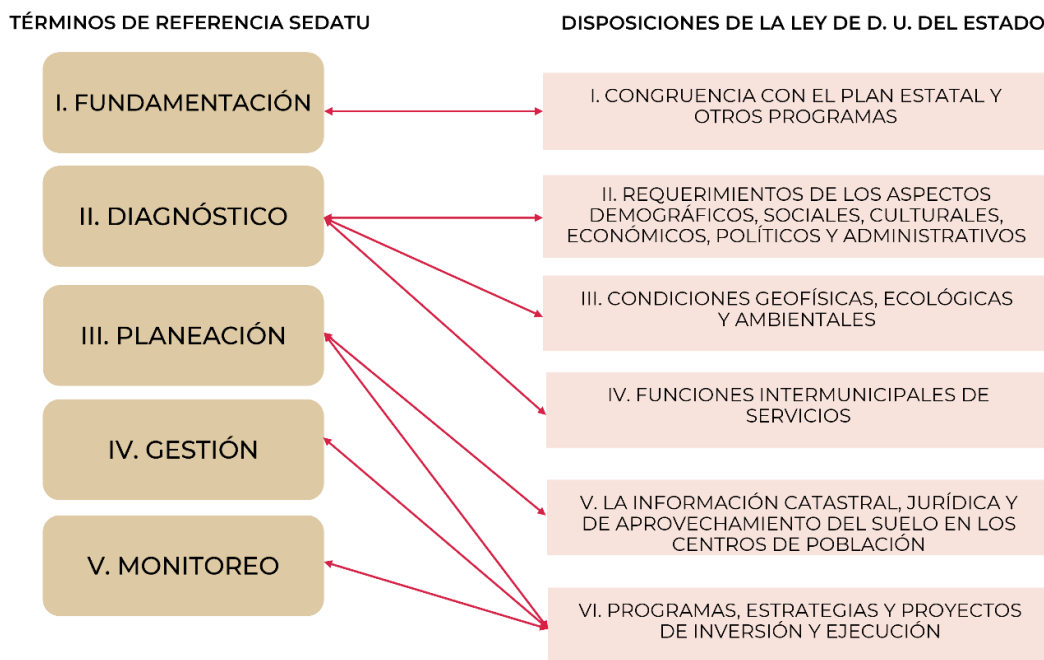 TÉRMINOS DE REFERENCIA SEDATU
I. FUNDAMENTACIÓN
II. DIAGNÓSTICO
III. PLANEACIÓN
IV. GESTIÓN
V. MONITOREO
DISPOSICIONES DE LA LEY DE D. U. DEL ESTADO
I. CONGRUENCIA CON EL PLAN ESTATAL Y
OTROS PROGRAMAS
II. REQUERIMIENTOS DE LOS ASPECTOS
DEMOGRÁFICOS, SOCIALES, CULTURALES,
ECONÓMICOS, POLÍTICOS Y ADMINISTRATIVOS
III. CONDICIONES GEOFÍSICAS, ECOLÓGICAS
Y AMBIENTALES
IV. FUNCIONES INTERMUNICIPALES DE
SERVICIOS
V. LA INFORMACIÓN CATASTRAL, JURÍDICA Y
DE APROVECHAMIENTO DEL SUELO EN LOS
CENTROS DE POBLACIÓN
VI. PROGRAMAS, ESTRATEGIAS Y PROYECTOS
DE INVERSIÓN Y EJECUCIÓN